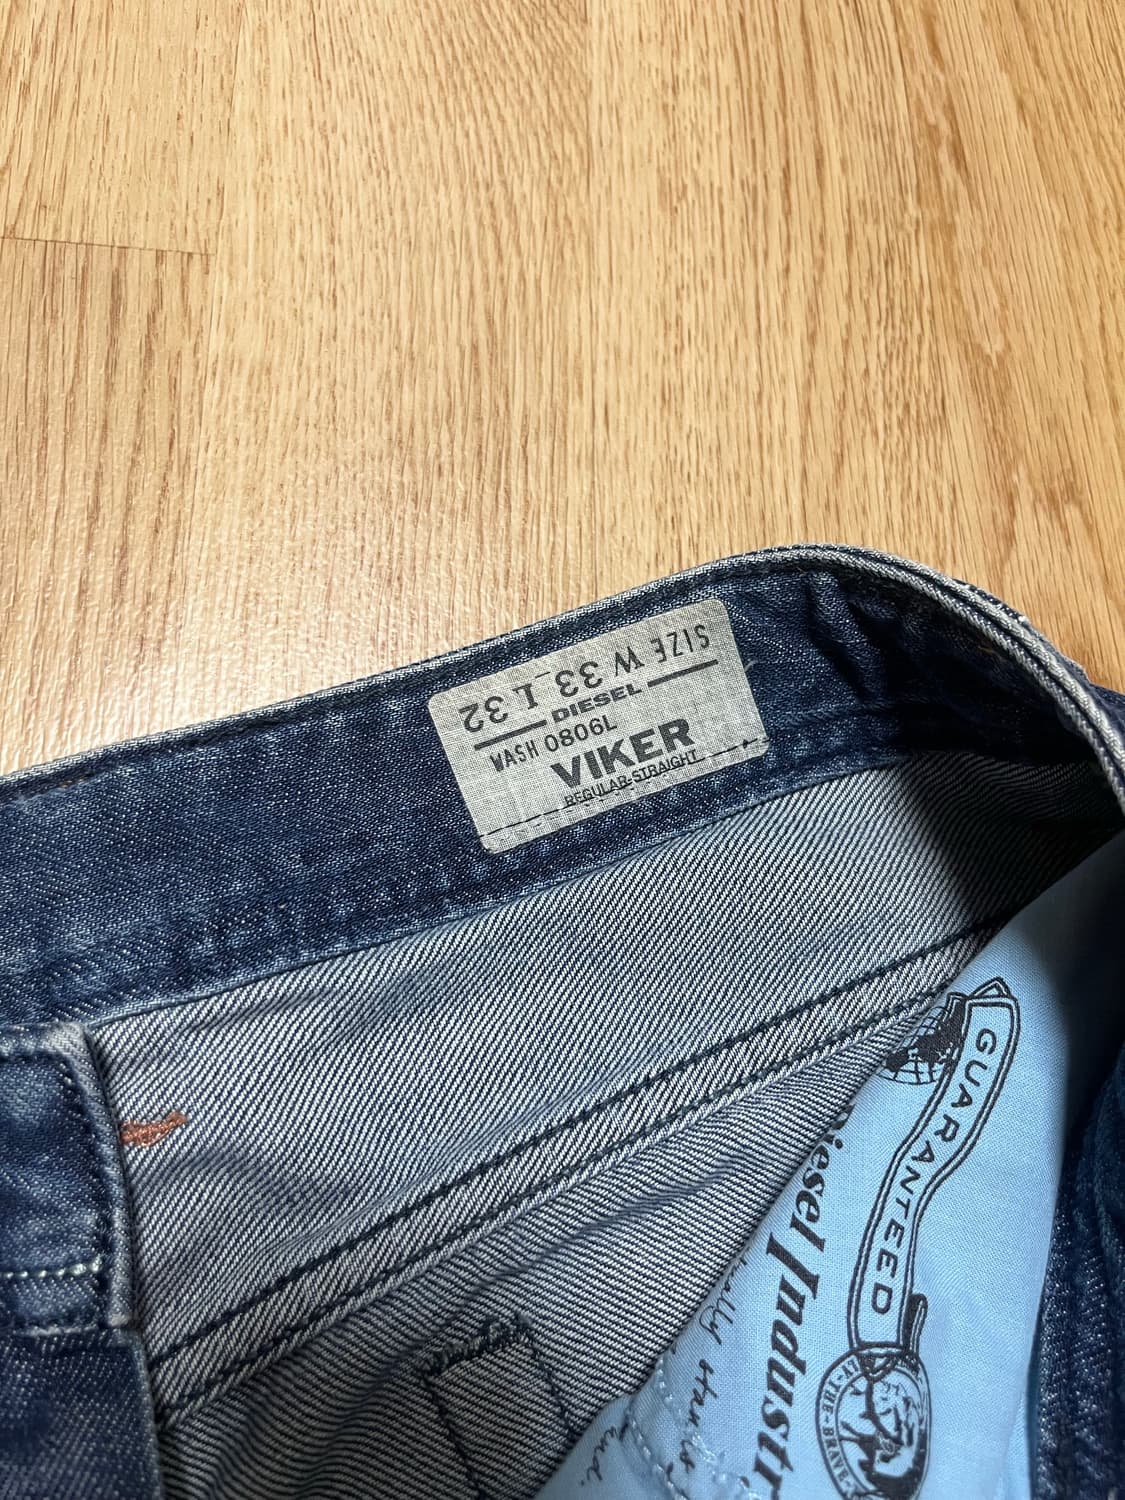 SIZE W 33 L 32
DIESEL
WASH 0806L
VIKER
REGULAR-STRAIGHT
GUARANTEED
Diesel Industr